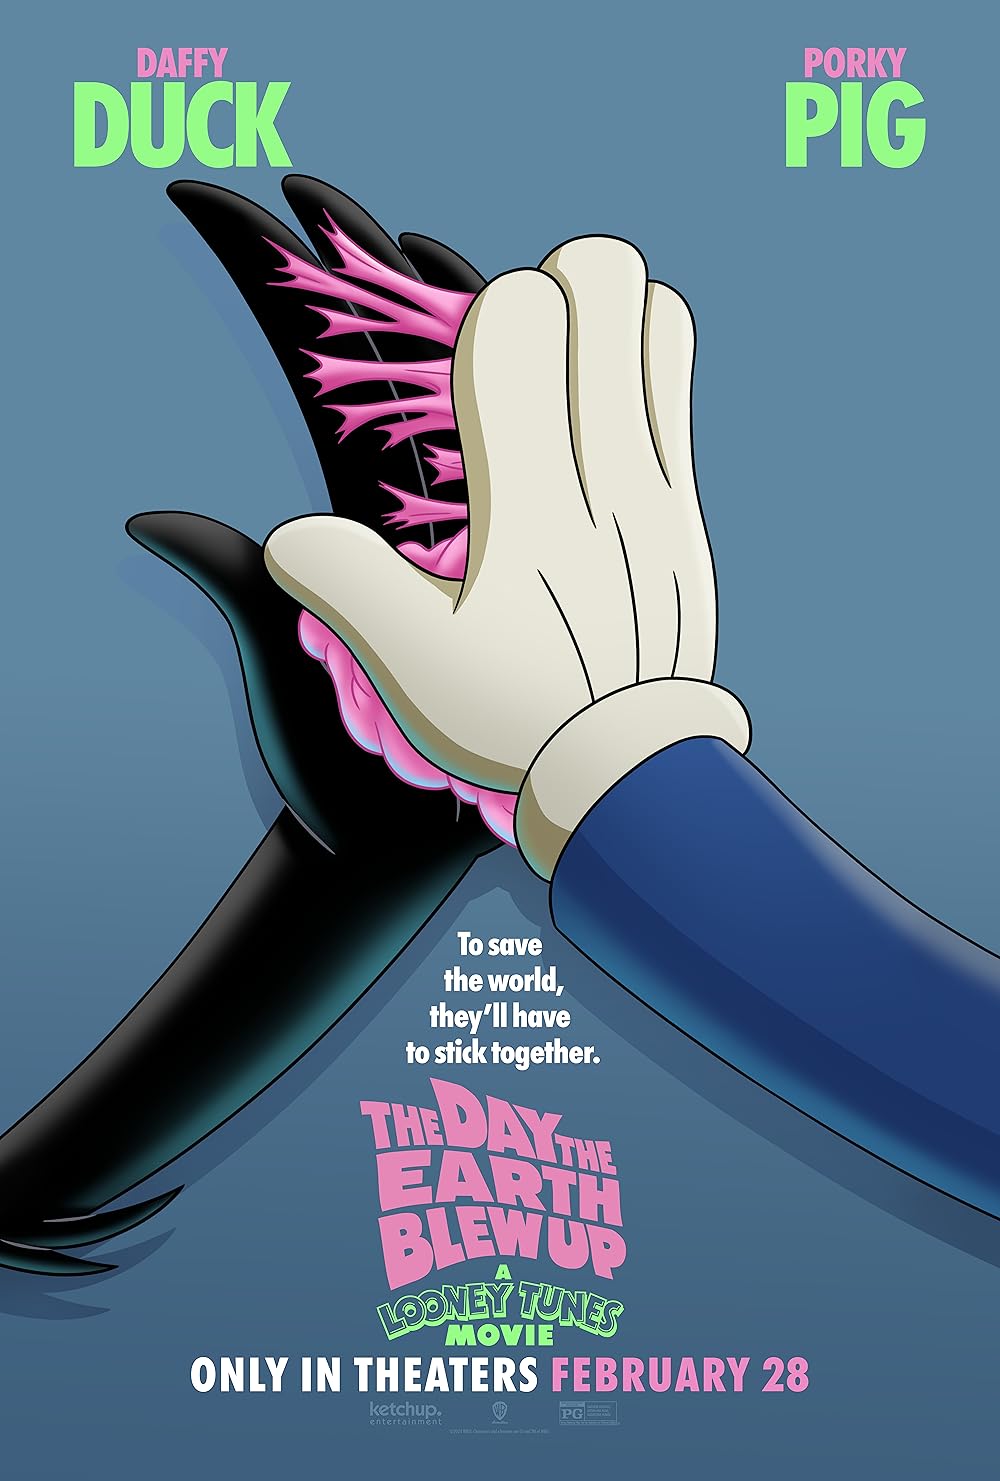 DAFFY
DUCK
PORKY
PIG
To save
the world,
they'll have
to stick together.
THE DAY THE
EARTH
BLEW UP
A
LOONEY TUNES
MOVIE
ONLY IN THEATERS FEBRUARY 28
ketchup.
entertainment
WB
PG